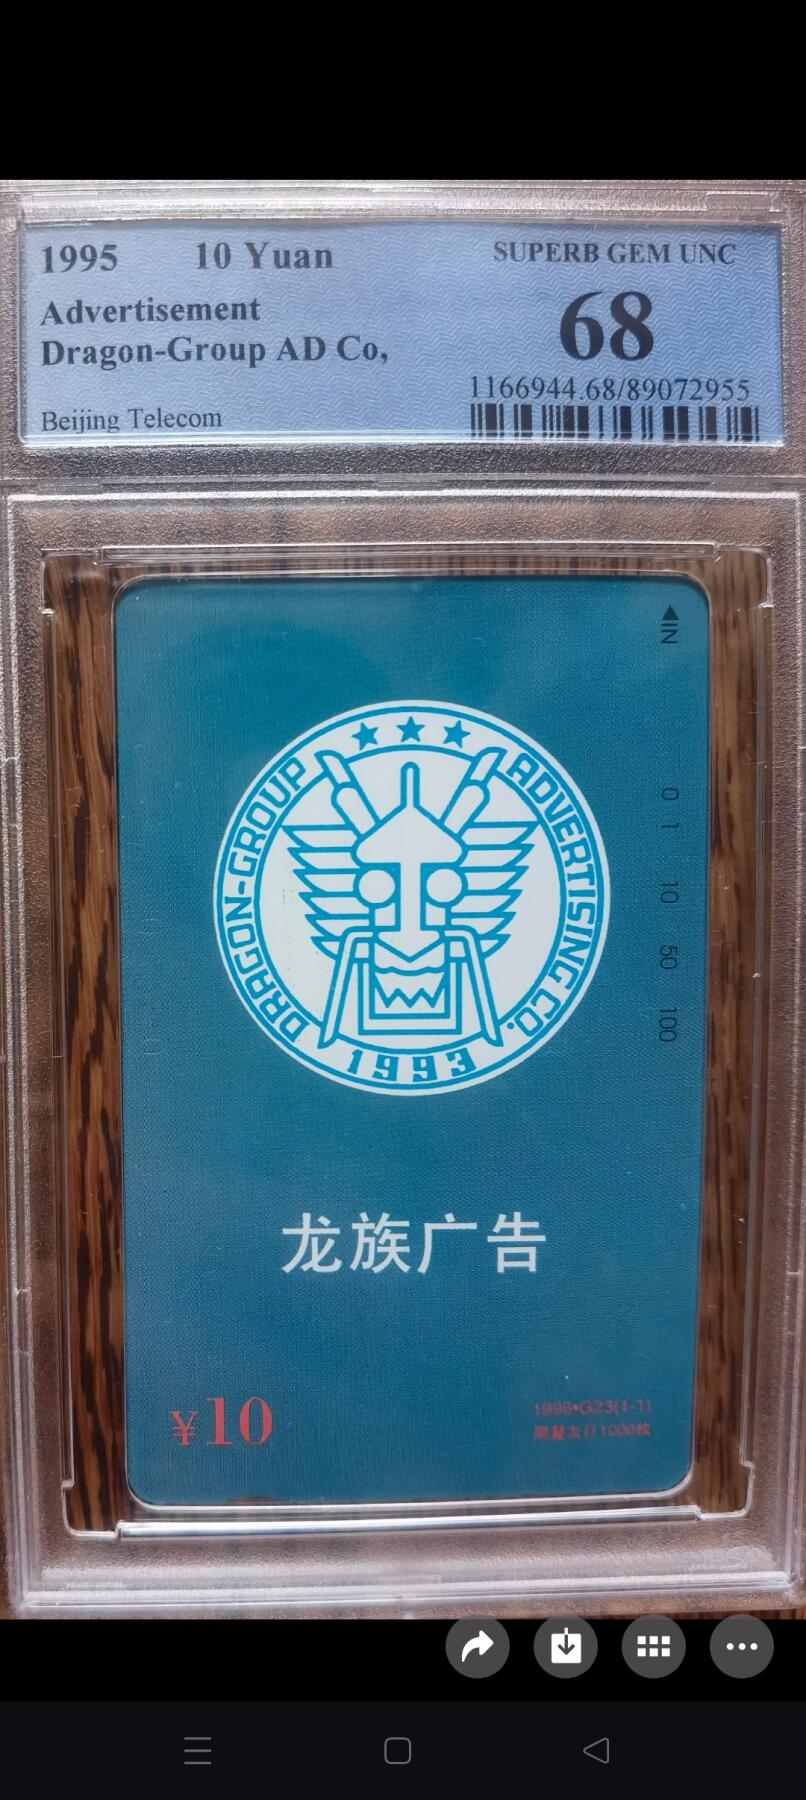 1995 10 Yuan
SUPERB GEM UNC
Advertisement
68
Dragon-Group AD Co,
1166944.68/89072955
Beijing Telecom
◀IN
DRAGON-GROUP ADVERTISING CO.
1993
0 1 10 50 100
龙族广告
¥10
1995•G23(1-1)
限量发行1000枚